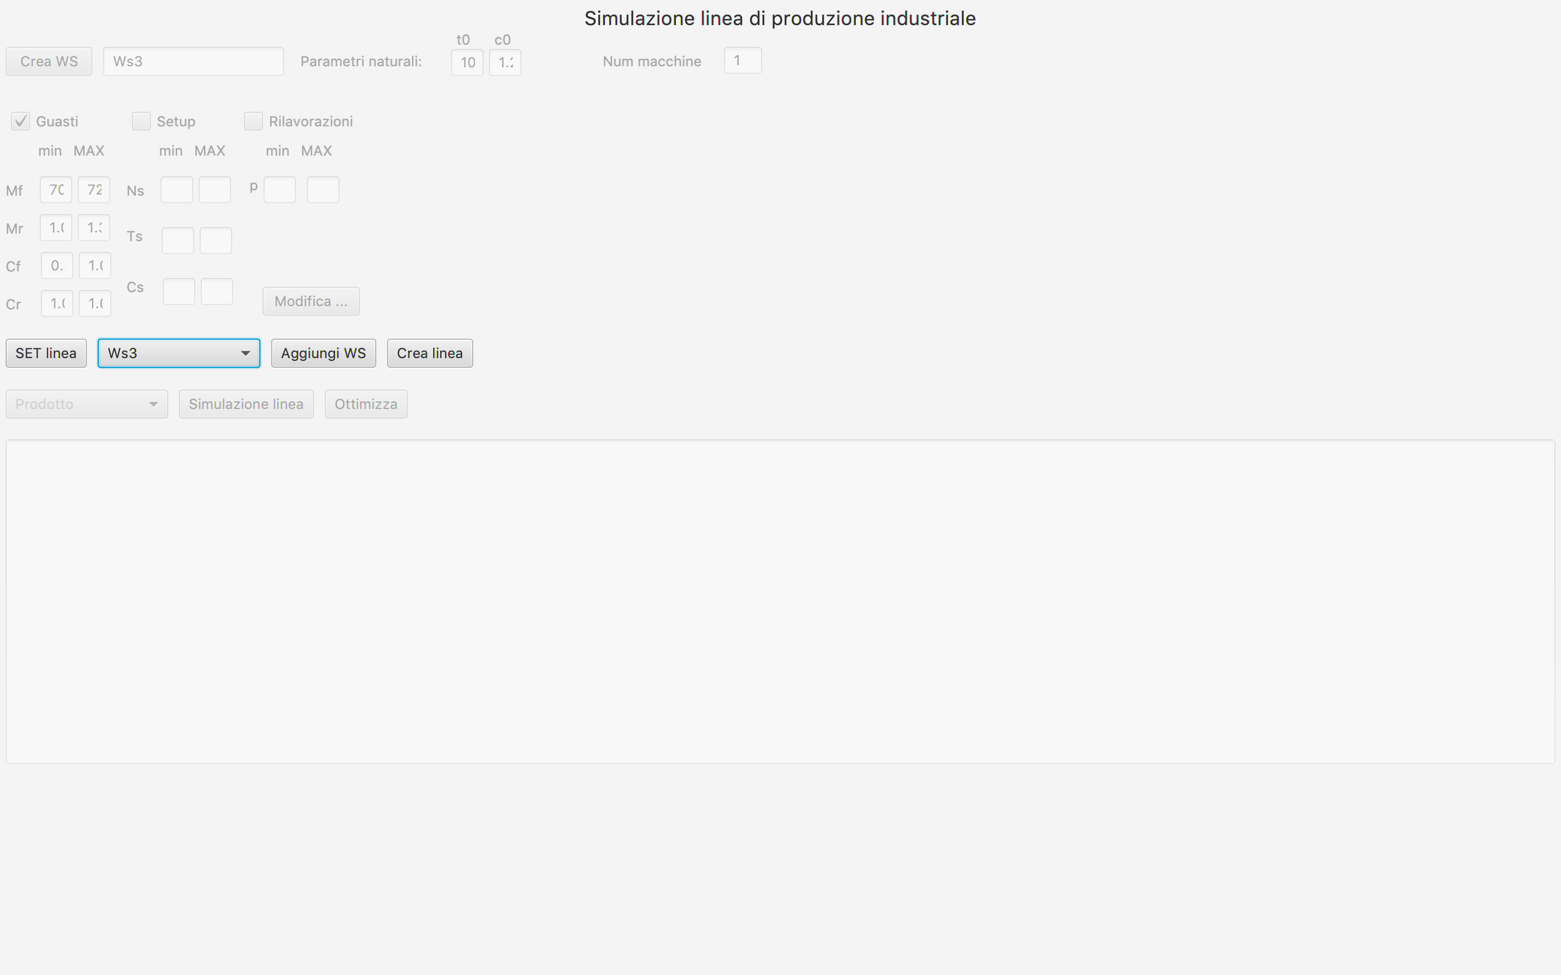 Simulazione linea di produzione industriale
t0 c0
Crea WS Ws3 Parametri naturali: 10 Num macchine 1
Guasti Setup Rilavorazioni
min MAX min MAX min MAX
Mf 72 Ns p
Mr Ts
Cf
Cs
Cr Modifica ...
SET linea Ws3 Aggiungi WS Crea linea
Prodotto Simulazione linea Ottimizza